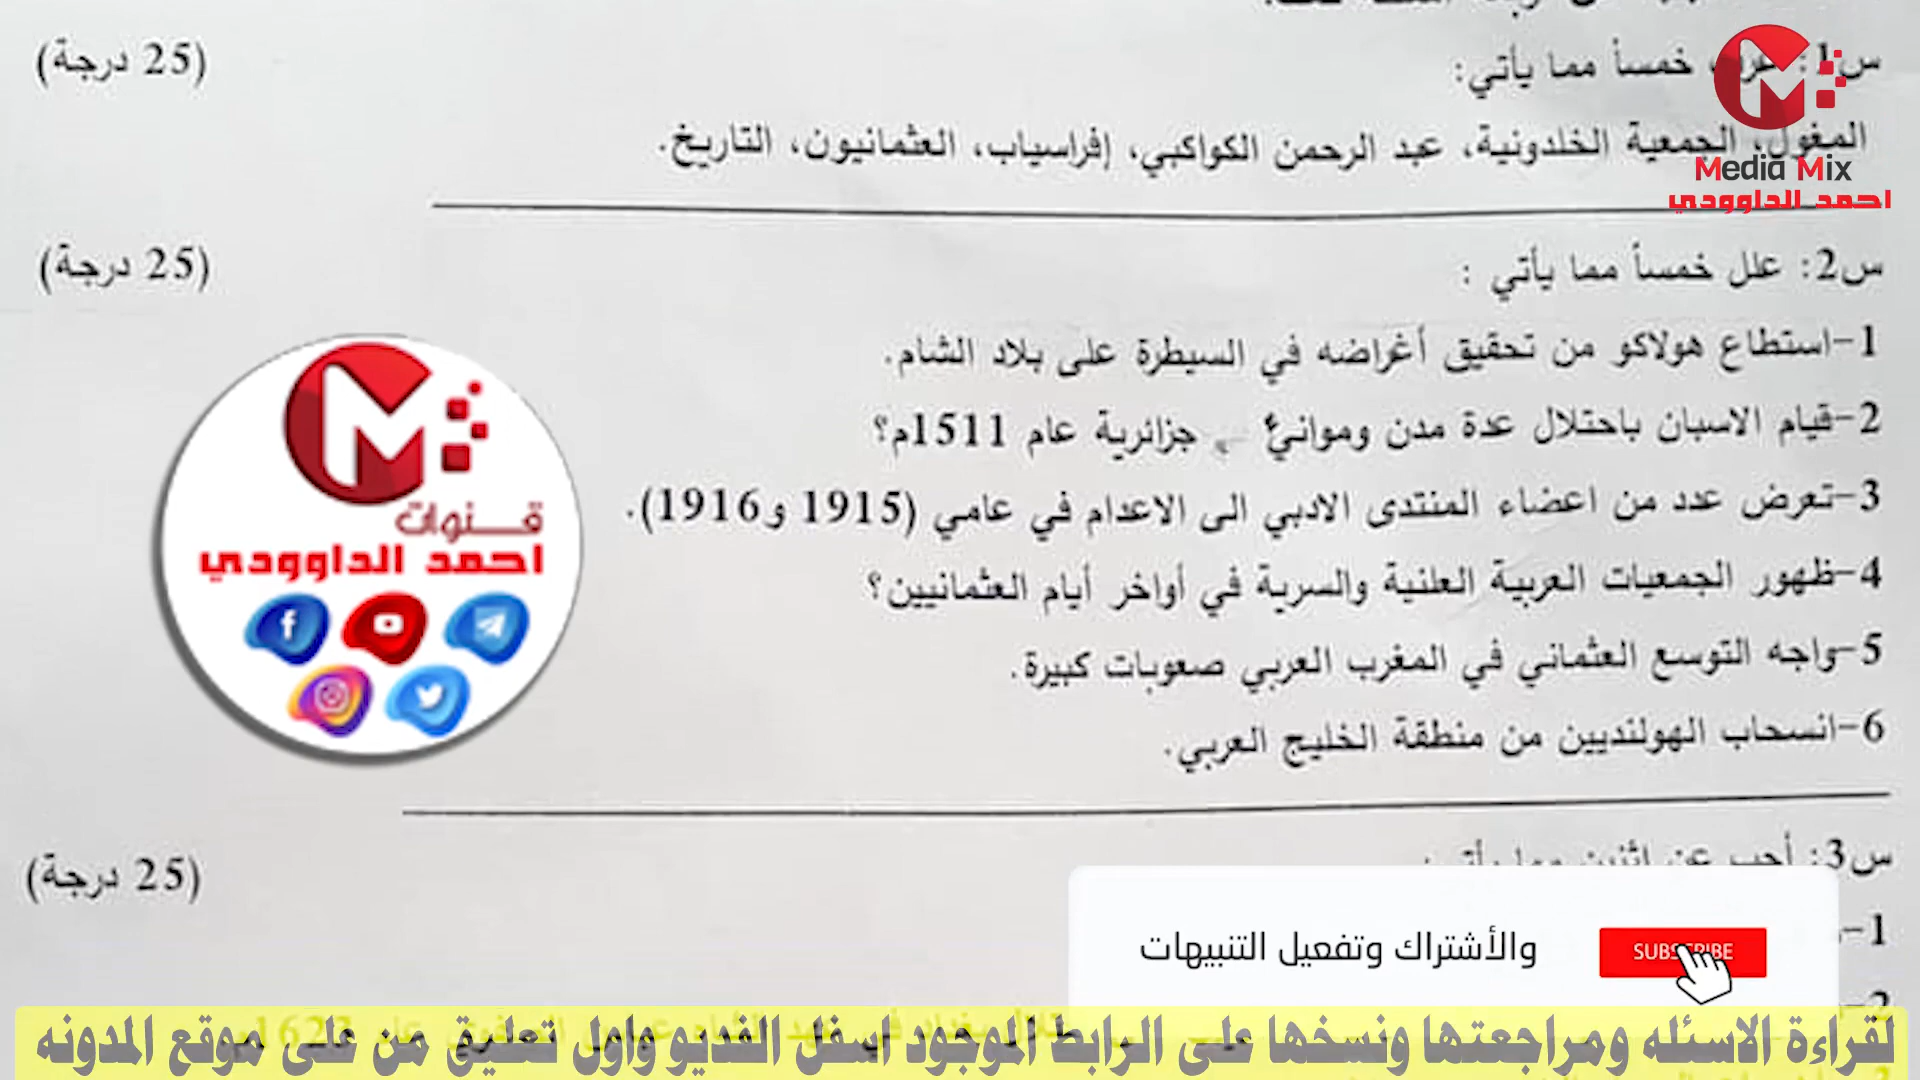 س1: عرف خمساً مما يأتي:
(25 درجة)
المغول، الجمعية الخلدونية، عبد الرحمن الكواكبي، إفراسياب، العثمانيون، التاريخ.
Media Mix
احمد الداوودي
س2: علل خمساً مما يأتي :
(25 درجة)
1-استطاع هولاكو من تحقيق أغراضه في السيطرة على بلاد الشام.
2-قيام الاسبان باحتلال عدة مدن وموانئ جزائرية عام 1511م؟
3-تعرض عدد من اعضاء المنتدى الادبي الى الاعدام في عامي (1915 و1916).
4-ظهور الجمعيات العربية العلنية والسرية في أواخر أيام العثمانيين؟
5-واجه التوسع العثماني في المغرب العربي صعوبات كبيرة.
6-انسحاب الهولنديين من منطقة الخليج العربي.
قنوات
احمد الداوودي
س3: أجب عن اثنين مما يأتي:
(25 درجة)
1-
والأشتراك وتفعيل التنبيهات
SUBSCRIBE
2-
لقراءة الاسئله ومراجعتها ونسخها على الرابط الموجود اسفل الفديو واول تعليق من على موقع المدونه